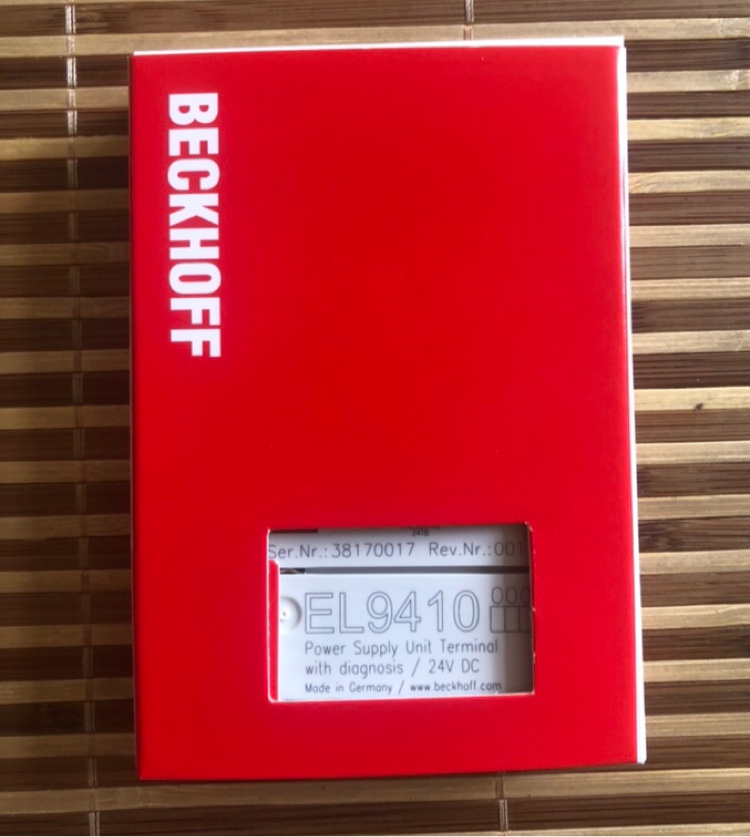 BECKHOFF
Ser.Nr.: 38170017 Rev.Nr.: 001
EL9410
Power Supply Unit Terminal
with diagnosis / 24V DC
Made in Germany / www.beckhoff.com